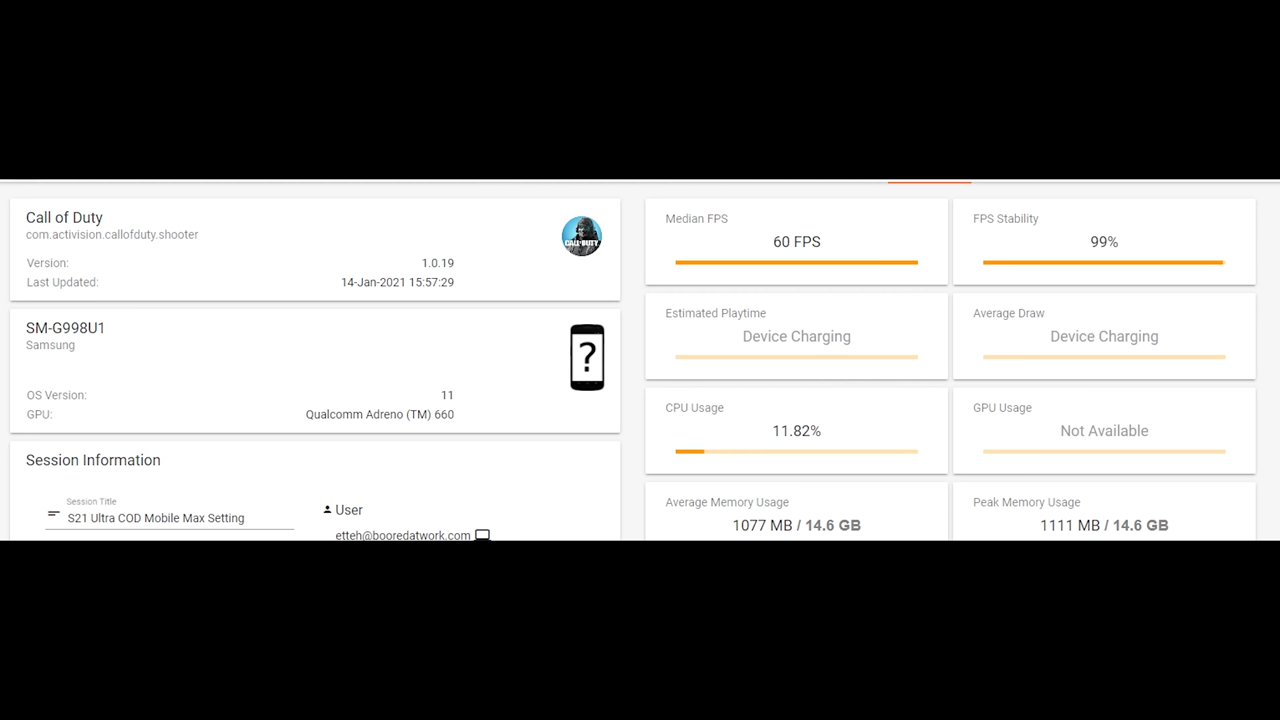 Call of Duty
com.activision.callofduty.shooter
CALL OF DUTY
Version: 1.0.19
Last Updated: 14-Jan-2021 15:57:29
SM-G998U1
Samsung
?
OS Version: 11
GPU: Qualcomm Adreno (TM) 660
Session Information
Session Title
S21 Ultra COD Mobile Max Setting
User
etteh@booredatwork.com
Median FPS
60 FPS
FPS Stability
99%
Estimated Playtime
Device Charging
Average Draw
Device Charging
CPU Usage
11.82%
GPU Usage
Not Available
Average Memory Usage
1077 MB / 14.6 GB
Peak Memory Usage
1111 MB / 14.6 GB